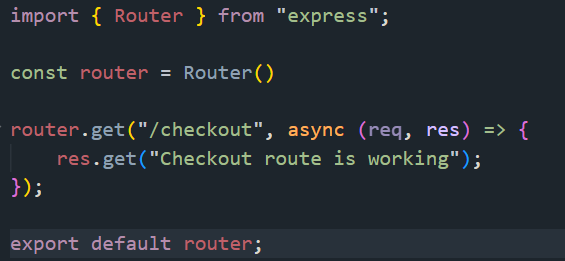 import { Router } from "express";
const router = Router()
router.get("/checkout", async (req, res) => {
    res.get("Checkout route is working");
});
export default router;